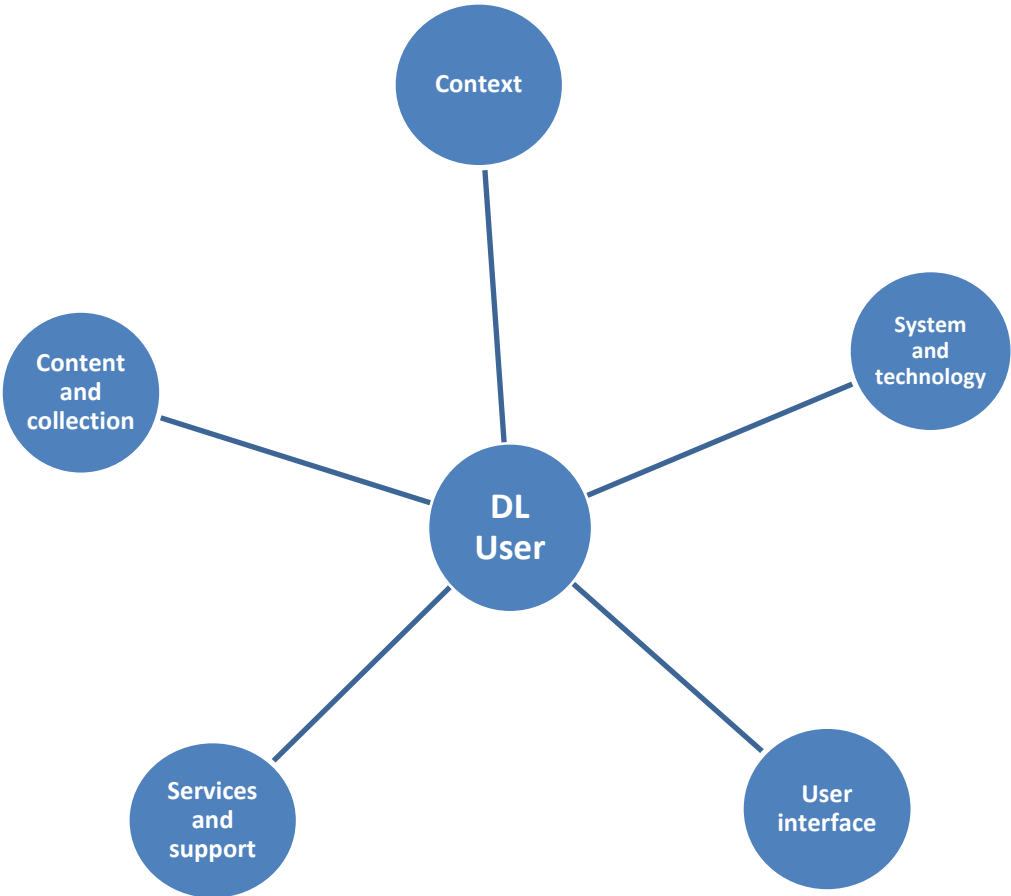 Context
System
and
technology
Content
and
collection
DL
User
Services
and
support
User
interface